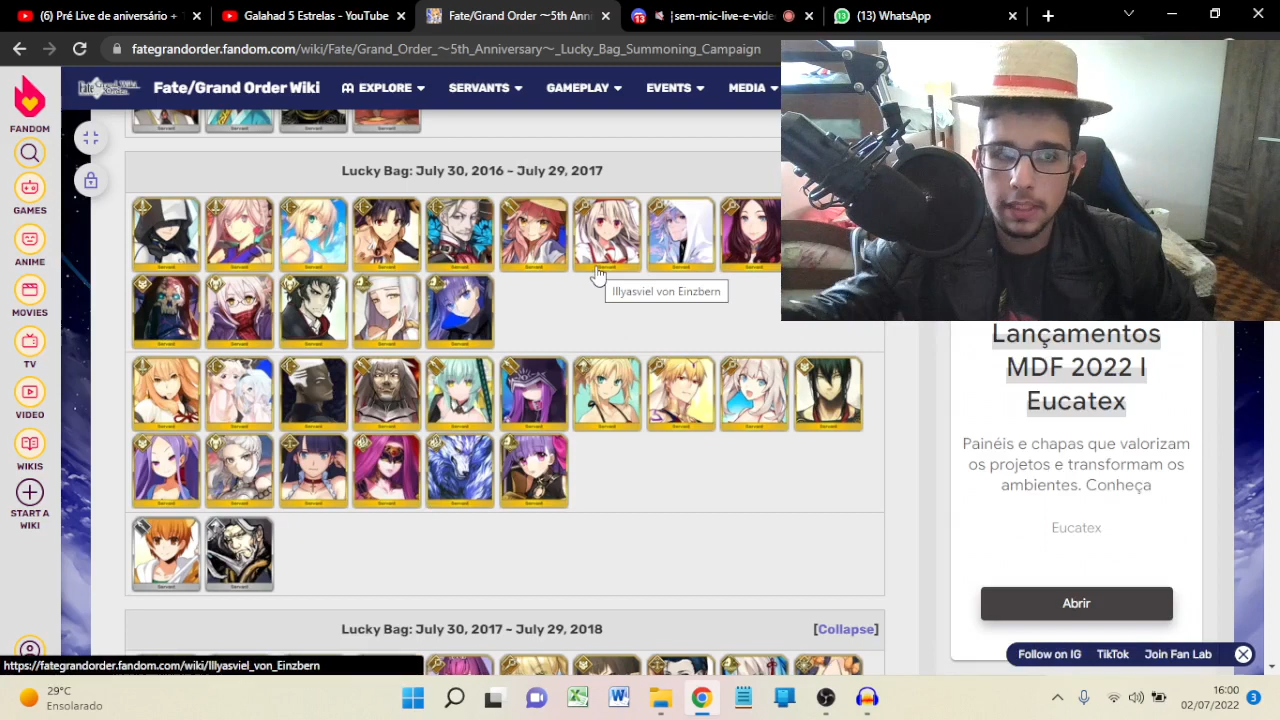 (6) Pré Live de aniversário + 1
Galahad 5 Estrelas - YouTube
Fate/Grand Order ～5th Anni
13
[sem-mic-live-e-vide
(13) WhatsApp
fategrandorder.fandom.com/wiki/Fate/Grand_Order_～5th_Anniversary～_Lucky_Bag_Summoning_Campaign
Fate/Grand Order Wiki
EXPLORE
SERVANTS
GAMEPLAY
EVENTS
MEDIA
FANDOM
GAMES
ANIME
MOVIES
TV
VIDEO
WIKIS
START A
WIKI
Lucky Bag: July 30, 2016 ~ July 29, 2017
Illyasviel von Einzbern
Lucky Bag: July 30, 2017 ~ July 29, 2018
[Collapse]
Lançamentos
MDF 2022 I
Eucatex
Painéis e chapas que valorizam
os projetos e transformam os
ambientes. Conheça
Eucatex
Abrir
Follow on IG
TikTok
Join Fan Lab
https://fategrandorder.fandom.com/wiki/Illyasviel_von_Einzbern
29°C
Ensolarado
16:00
02/07/2022
3